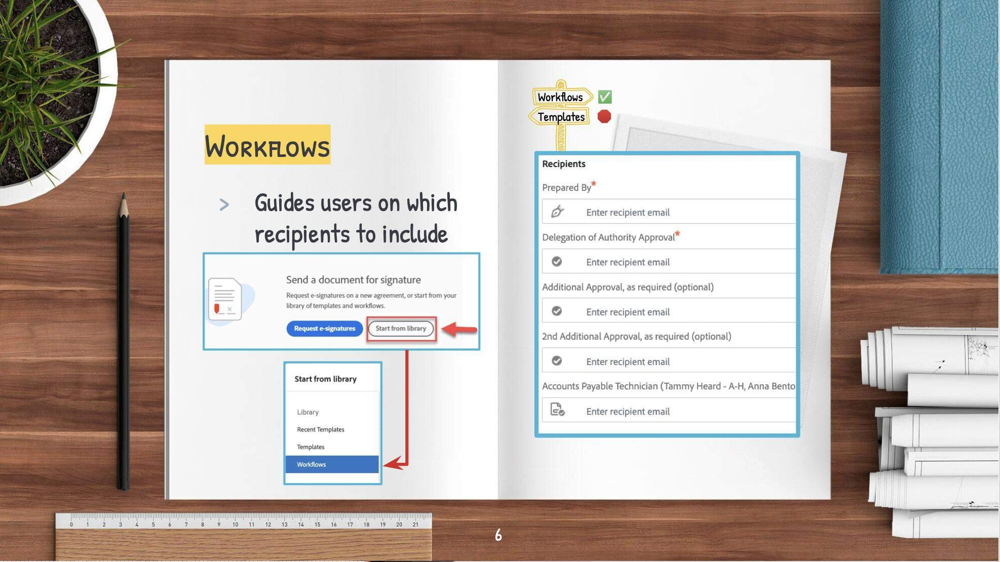 Workflows
> Guides users on which
recipients to include
Send a document for signature
Request e-signatures on a new agreement, or start from your
library of templates and workflows.
Request e-signatures
Start from library
Start from library
Library
Recent Templates
Templates
Workflows
Workflows ✅
Templates 🛑
Recipients
Prepared By*
Enter recipient email
Delegation of Authority Approval*
Enter recipient email
Additional Approval, as required (optional)
Enter recipient email
2nd Additional Approval, as required (optional)
Enter recipient email
Accounts Payable Technician (Tammy Heard - A-H, Anna Bento
Enter recipient email
0 1 2 3 4 5 6 7 8 9 10 11 12 13 14 15 16 17 18 19 20 21
6